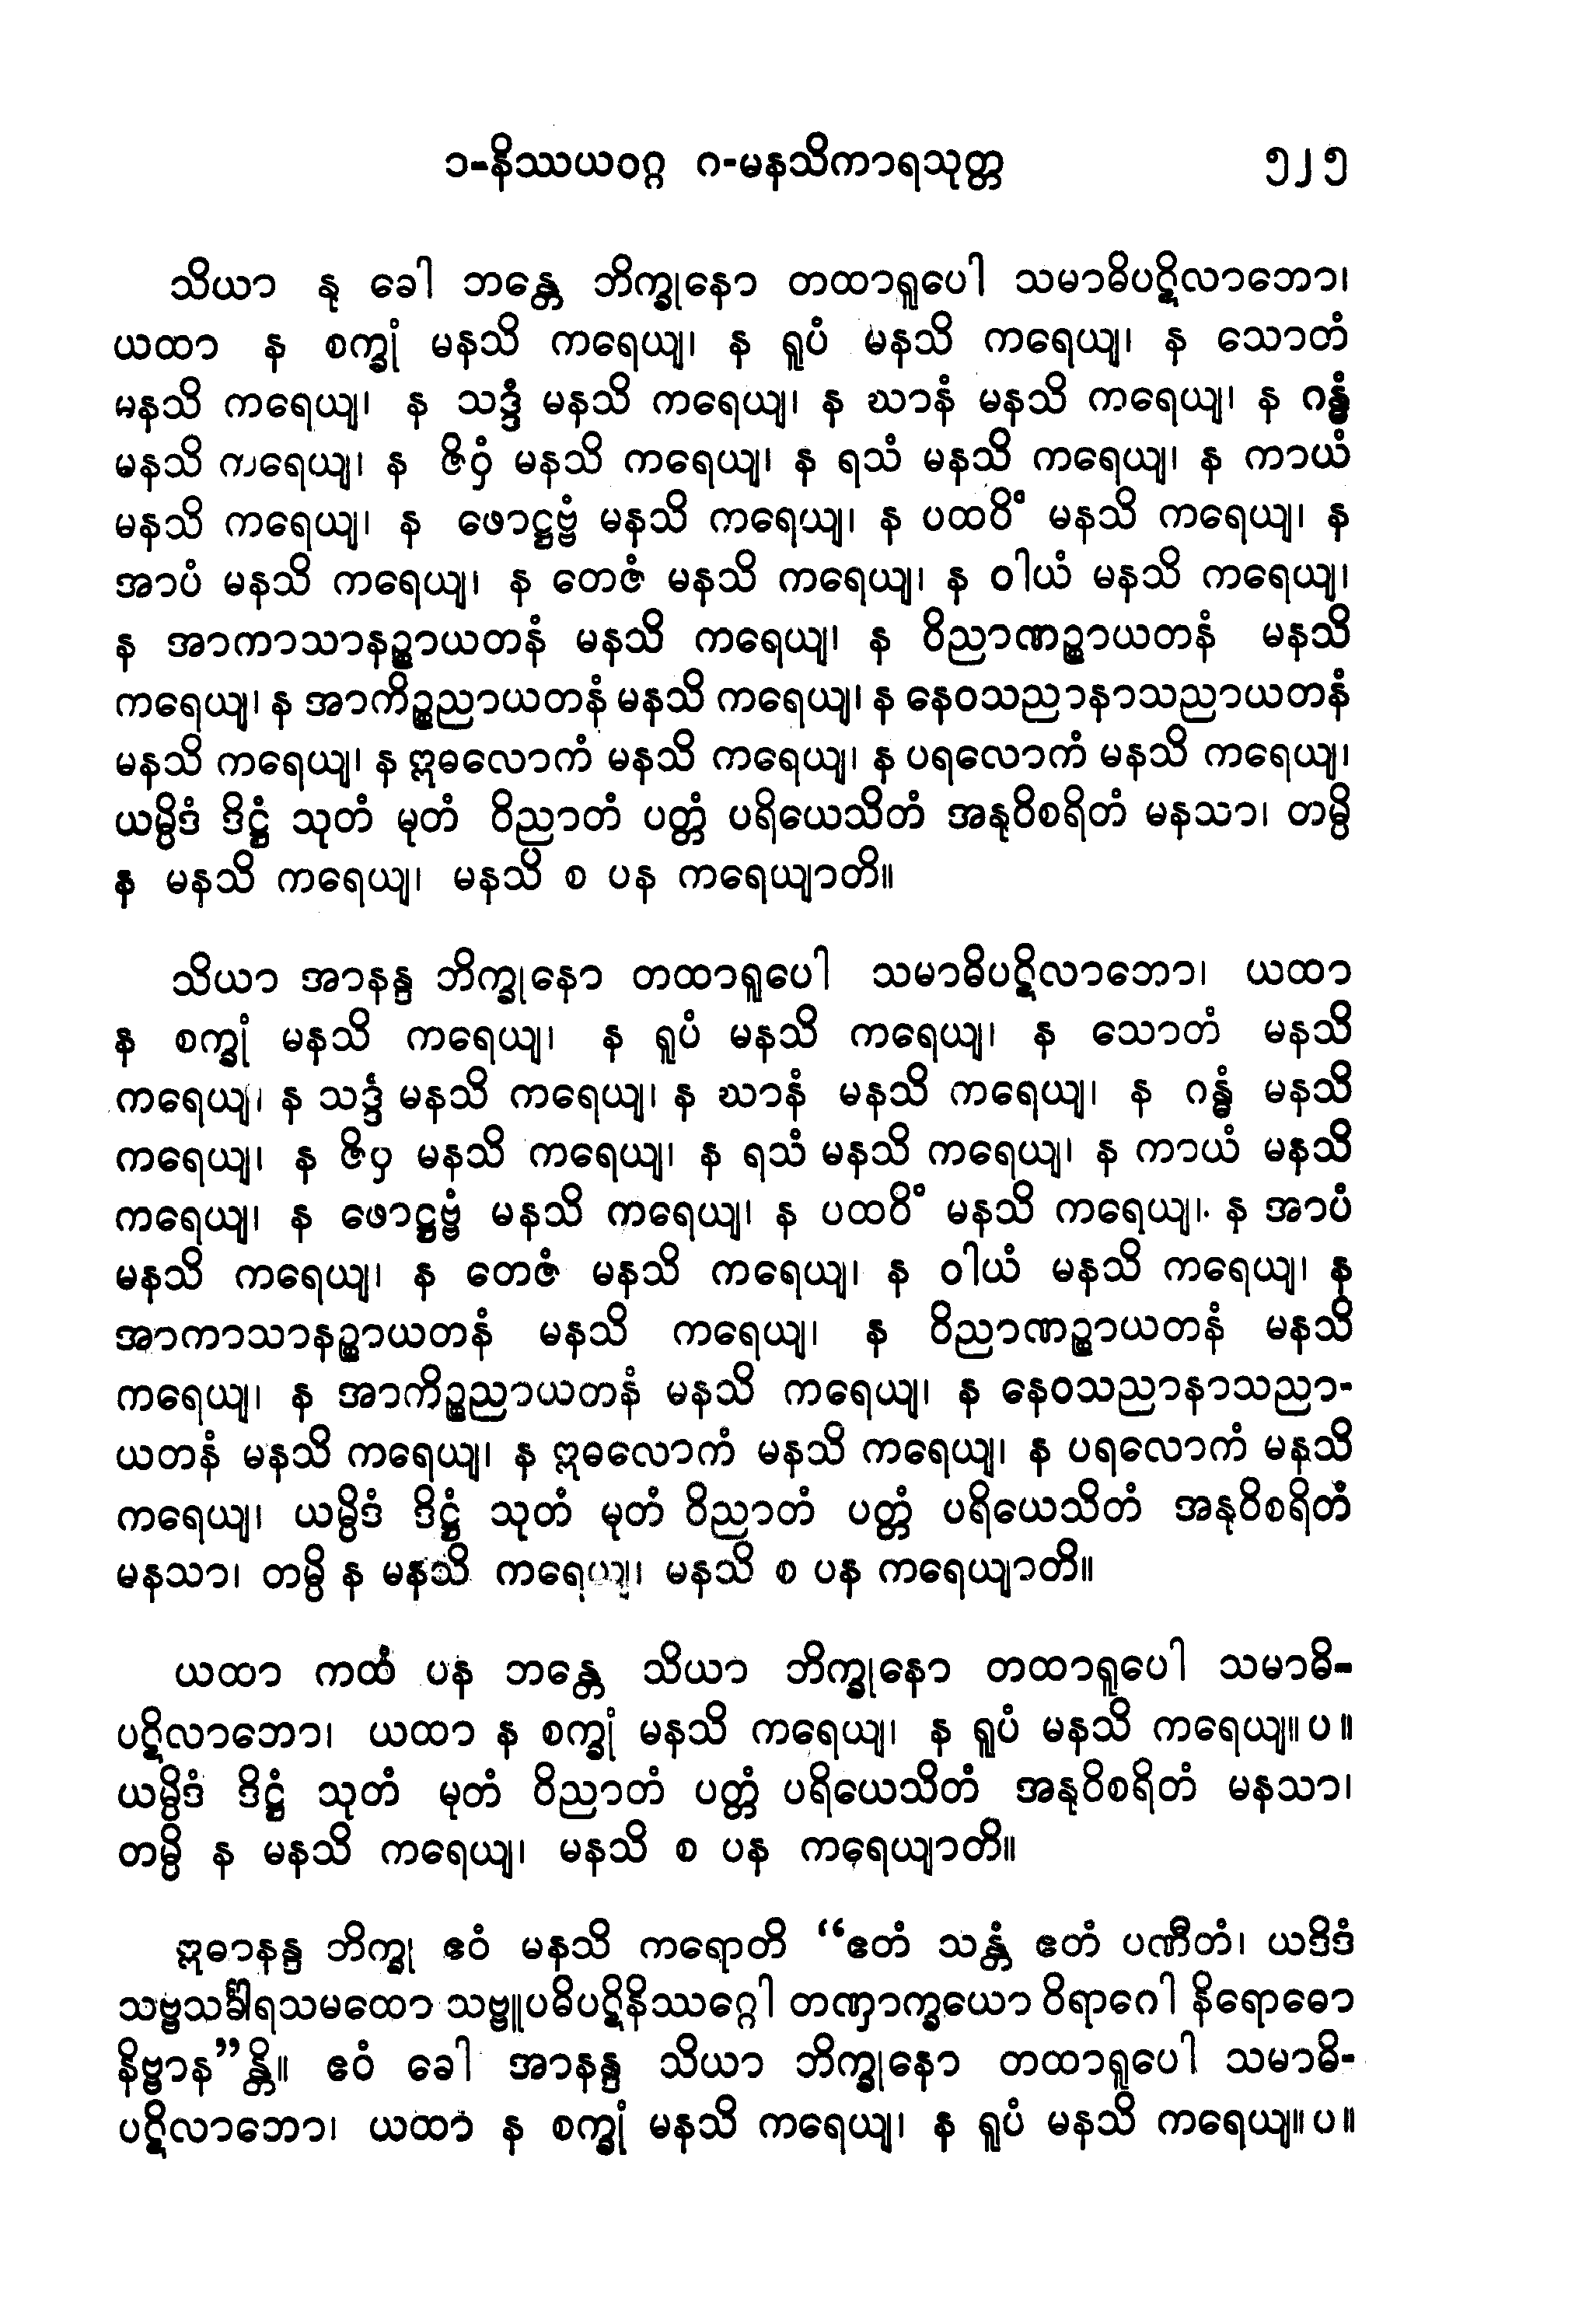 ၁-နိဿယဝဂ္ဂ ဂ-မနသိကာရသုတ္တ ၅၂၅
သိယာ နု ခေါ ဘန္တေ ဘိက္ခုနော တထာရူပေါ သမာဓိပဋိလာဘော၊
ယထာ န စက္ခုံ မနသိ ကရေယျ၊ န ရူပံ မနသိ ကရေယျ၊ န သောတံ
မနသိ ကရေယျ၊ န သဒ္ဒံ မနသိ ကရေယျ၊ န ဃာနံ မနသိ ကရေယျ၊ န ဂန္ဓံ
မနသိ ကရေယျ၊ န ဇိဝှံ မနသိ ကရေယျ၊ န ရသံ မနသိ ကရေယျ၊ န ကာယံ
မနသိ ကရေယျ၊ န ဖောဋ္ဌဗ္ဗံ မနသိ ကရေယျ၊ န ပထဝိံ မနသိ ကရေယျ၊ န
အာပံ မနသိ ကရေယျ၊ န တေဇံ မနသိ ကရေယျ၊ န ဝါယံ မနသိ ကရေယျ၊
န အာကာသာနဉ္စာယတနံ မနသိ ကရေယျ၊ န ဝိညာဏဉ္စာယတနံ မနသိ
ကရေယျ၊ န အာကိဉ္စညာယတနံ မနသိ ကရေယျ၊ န နေဝသညာနာသညာယတနံ
မနသိ ကရေယျ၊ န ဣဓလောကံ မနသိ ကရေယျ၊ န ပရလောကံ မနသိ ကရေယျ၊
ယမ္ပိဒံ ဒိဋ္ဌံ သုတံ မုတံ ဝိညာတံ ပတ္တံ ပရိယေသိတံ အနုဝိစရိတံ မနသာ၊ တမ္ပိ
န မနသိ ကရေယျ၊ မနသိ စ ပန ကရေယျာတိ။
သိယာ အာနန္ဒ ဘိက္ခုနော တထာရူပေါ သမာဓိပဋိလာဘော၊ ယထာ
န စက္ခုံ မနသိ ကရေယျ၊ န ရူပံ မနသိ ကရေယျ၊ န သောတံ မနသိ
ကရေယျ၊ န သဒ္ဒံ မနသိ ကရေယျ၊ န ဃာနံ မနသိ ကရေယျ၊ န ဂန္ဓံ မနသိ
ကရေယျ၊ န ဇိဝှ မနသိ ကရေယျ၊ န ရသံ မနသိ ကရေယျ၊ န ကာယံ မနသိ
ကရေယျ၊ န ဖောဋ္ဌဗ္ဗံ မနသိ ကရေယျ၊ န ပထဝိံ မနသိ ကရေယျ၊ န အာပံ
မနသိ ကရေယျ၊ န တေဇံ မနသိ ကရေယျ၊ န ဝါယံ မနသိ ကရေယျ၊ န
အာကာသာနဉ္စာယတနံ မနသိ ကရေယျ၊ န ဝိညာဏဉ္စာယတနံ မနသိ
ကရေယျ၊ န အာကိဉ္စညာယတနံ မနသိ ကရေယျ၊ န နေဝသညာနာသညာ-
ယတနံ မနသိ ကရေယျ၊ န ဣဓလောကံ မနသိ ကရေယျ၊ န ပရလောကံ မနသိ
ကရေယျ၊ ယမ္ပိဒံ ဒိဋ္ဌံ သုတံ မုတံ ဝိညာတံ ပတ္တံ ပရိယေသိတံ အနုဝိစရိတံ
မနသာ၊ တမ္ပိ န မနသိ ကရေယျ၊ မနသိ စ ပန ကရေယျာတိ။
ယထာ ကထံ ပန ဘန္တေ သိယာ ဘိက္ခုနော တထာရူပေါ သမာဓိ-
ပဋိလာဘော၊ ယထာ န စက္ခုံ မနသိ ကရေယျ၊ န ရူပံ မနသိ ကရေယျ။ ပ ။
ယမ္ပိဒံ ဒိဋ္ဌံ သုတံ မုတံ ဝိညာတံ ပတ္တံ ပရိယေသိတံ အနုဝိစရိတံ မနသာ၊
တမ္ပိ န မနသိ ကရေယျ၊ မနသိ စ ပန ကရေယျာတိ။
ဣဓာနန္ဒ ဘိက္ခု ဧဝံ မနသိ ကရောတိ “ဧတံ သန္တံ ဧတံ ပဏီတံ၊ ယဒိဒံ
သဗ္ဗသင်္ခါရသမထော သဗ္ဗူပဓိပဋိနိဿဂ္ဂေါ တဏှာက္ခယော ဝိရာဂေါ နိရောဓော
နိဗ္ဗာန”န္တိ။ ဧဝံ ခေါ အာနန္ဒ သိယာ ဘိက္ခုနော တထာရူပေါ သမာဓိ-
ပဋိလာဘော၊ ယထာ န စက္ခုံ မနသိ ကရေယျ၊ န ရူပံ မနသိ ကရေယျ။ ပ ။